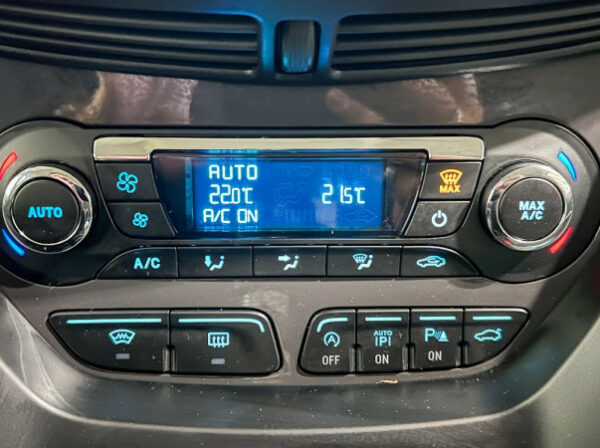 AUTO
22.0°C 21.5°C
A/C ON
MAX
AUTO
MAX
A/C
A/C
A
OFF
AUTO
P
ON
P
ON